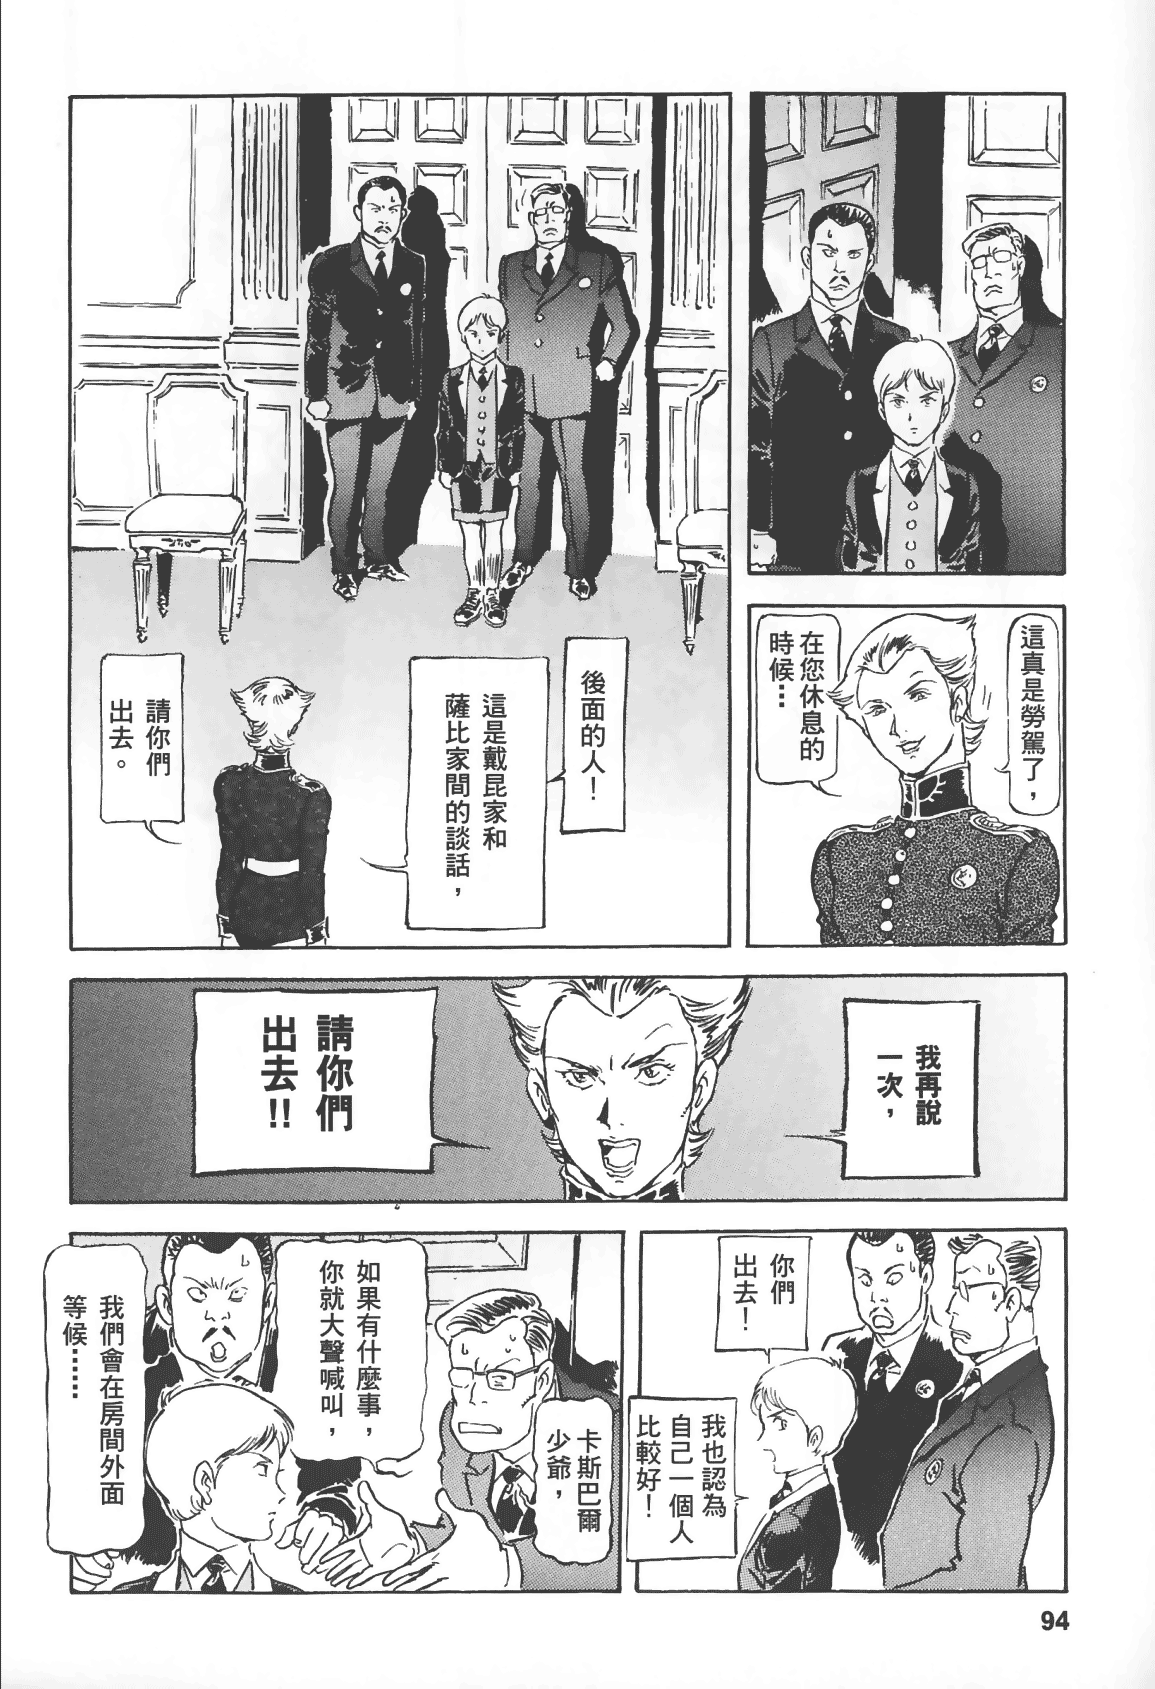 這真是勞駕了，
在您休息的
時候⋯
後面的人！
這是戴昆家和
薩比家間的談話，
請你們
出去。
我再說
一次，
請你們
出去!!
你們
出去！
我也認為
自己一個人
比較好！
卡斯巴爾
少爺，
如果有什麼事，
你就大聲喊叫，
我們會在房間外面
等候⋯⋯
94